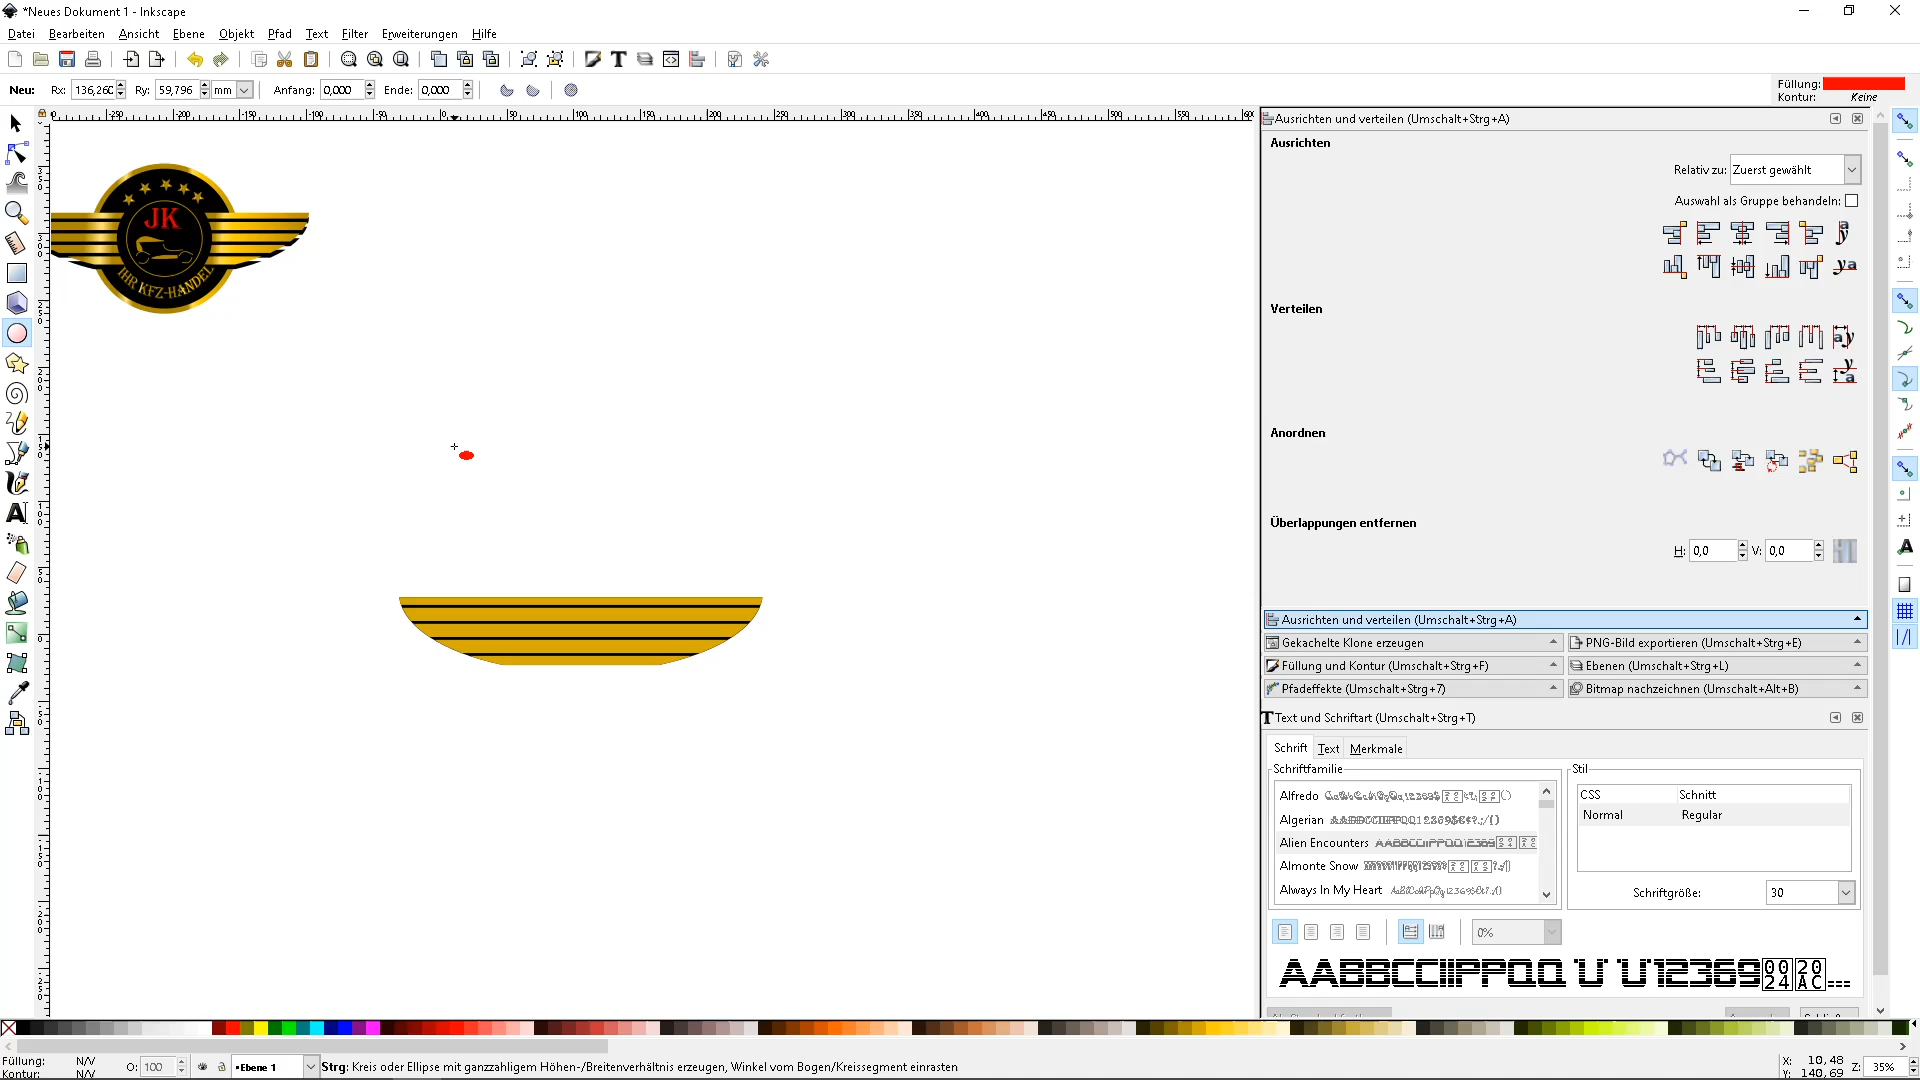 *Neues Dokument 1 - Inkscape
Datei Bearbeiten Ansicht Ebene Objekt Pfad Text Filter Erweiterungen Hilfe
Neu: Rx: 136,260 Ry: 59,796 mm Anfang: 0,000 Ende: 0,000
Füllung:
Kontur: Keine
Ausrichten und verteilen (Umschalt+Strg+A)
Ausrichten
Relativ zu: Zuerst gewählt
Auswahl als Gruppe behandeln:
JK
IHR KFZ-HANDEL
Verteilen
Anordnen
Überlappungen entfernen
H: 0,0 V: 0,0
Ausrichten und verteilen (Umschalt+Strg+A)
Gekachelte Klone erzeugen PNG-Bild exportieren (Umschalt+Strg+E)
Füllung und Kontur (Umschalt+Strg+F) Ebenen (Umschalt+Strg+L)
Pfadeffekte (Umschalt+Strg+7) Bitmap nachzeichnen (Umschalt+Alt+B)
Text und Schriftart (Umschalt+Strg+T)
Schrift Text Merkmale
Schriftfamilie Stil
Alfredo
Algerian
Alien Encounters
Almonte Snow
Always In My Heart
CSS Schnitt
Normal Regular
Schriftgröße: 30
0%
AABBCCIIPPQQ
12369
Füllung: N/V
Kontur: N/V
O: 100
•Ebene 1
Strg: Kreis oder Ellipse mit ganzzahligem Höhen-/Breitenverhältnis erzeugen, Winkel vom Bogen/Kreissegment einrasten
X: 10,48
Y: 140,69
Z: 35%